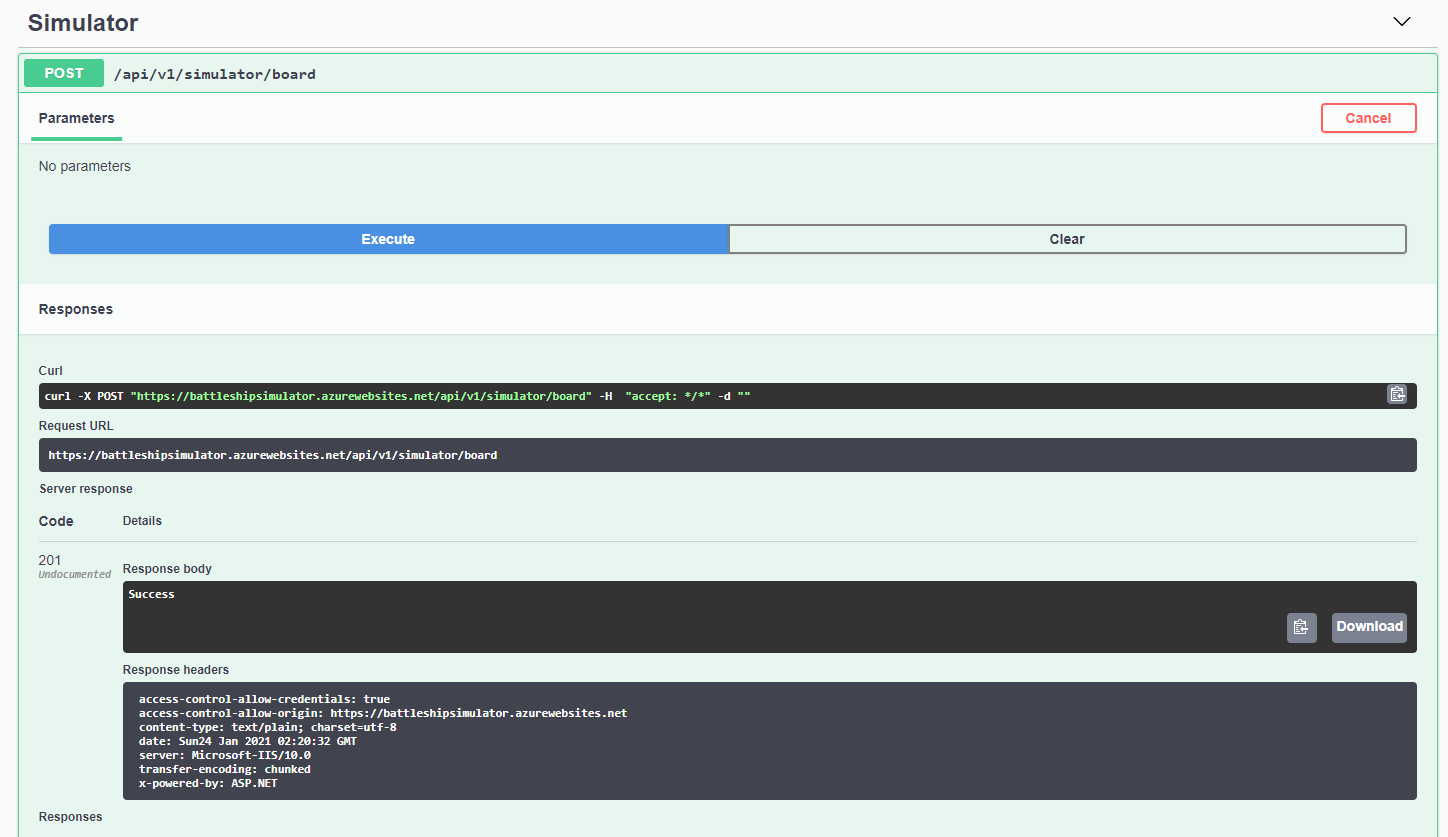 Simulator
POST /api/v1/simulator/board
Parameters Cancel
No parameters
Execute Clear
Responses
Curl
curl -X POST "https://battleshipsimulator.azurewebsites.net/api/v1/simulator/board" -H  "accept: */*" -d ""
Request URL
https://battleshipsimulator.azurewebsites.net/api/v1/simulator/board
Server response
Code Details
201
Undocumented
Response body
Success
Download
Response headers
access-control-allow-credentials: true
access-control-allow-origin: https://battleshipsimulator.azurewebsites.net
content-type: text/plain; charset=utf-8
date: Sun24 Jan 2021 02:20:32 GMT
server: Microsoft-IIS/10.0
transfer-encoding: chunked
x-powered-by: ASP.NET
Responses